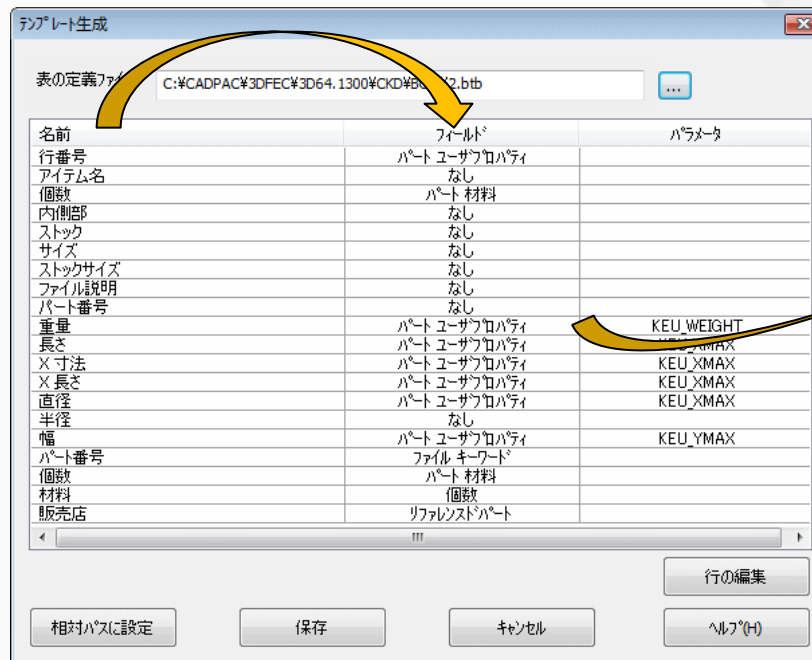 テンプレート生成
表の定義ファイ
C:¥CADPAC¥3DFEC¥3D64.1300¥CKD¥BO 2.btb
...
名前 フィールド パラメータ
行番号 パート ユーザプロパティ
アイテム名 なし
個数 パート 材料
内側部 なし
ストック なし
サイズ なし
ストックサイズ なし
ファイル説明 なし
パート番号 なし
重量 パート ユーザプロパティ KEU_WEIGHT
長さ パート ユーザプロパティ KEU_XMAX
X 寸法 パート ユーザプロパティ KEU_XMAX
X 長さ パート ユーザプロパティ KEU_XMAX
直径 パート ユーザプロパティ KEU_XMAX
半径 なし
幅 パート ユーザプロパティ KEU_YMAX
パート番号 ファイル キーワード
個数 パート 材料
材料 個数
販売店 リファレンスドパート
行の編集
相対パスに設定 保存 キャンセル ヘルプ(H)